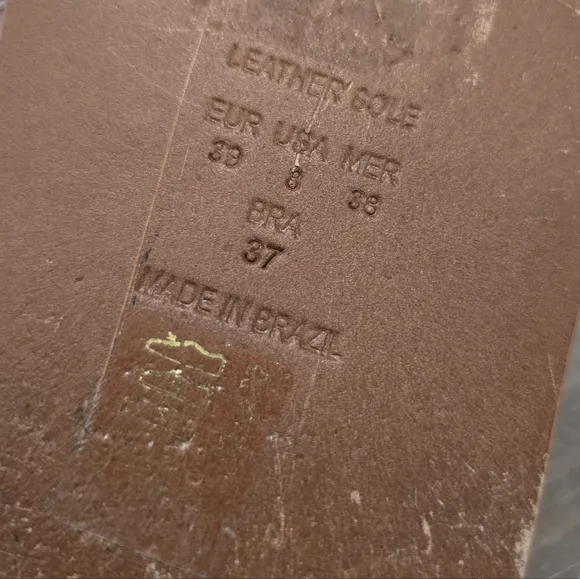 LEATHER SOLE
EUR USA MER
39 8 38
BRA
37
MADE IN BRAZIL